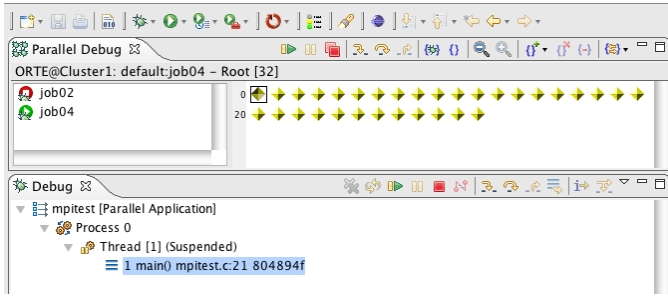 Parallel Debug
ORTE@Cluster1: default:job04 - Root [32]
job02
job04
0
20
Debug
mpitest [Parallel Application]
Process 0
Thread [1] (Suspended)
1 main() mpitest.c:21 804894f